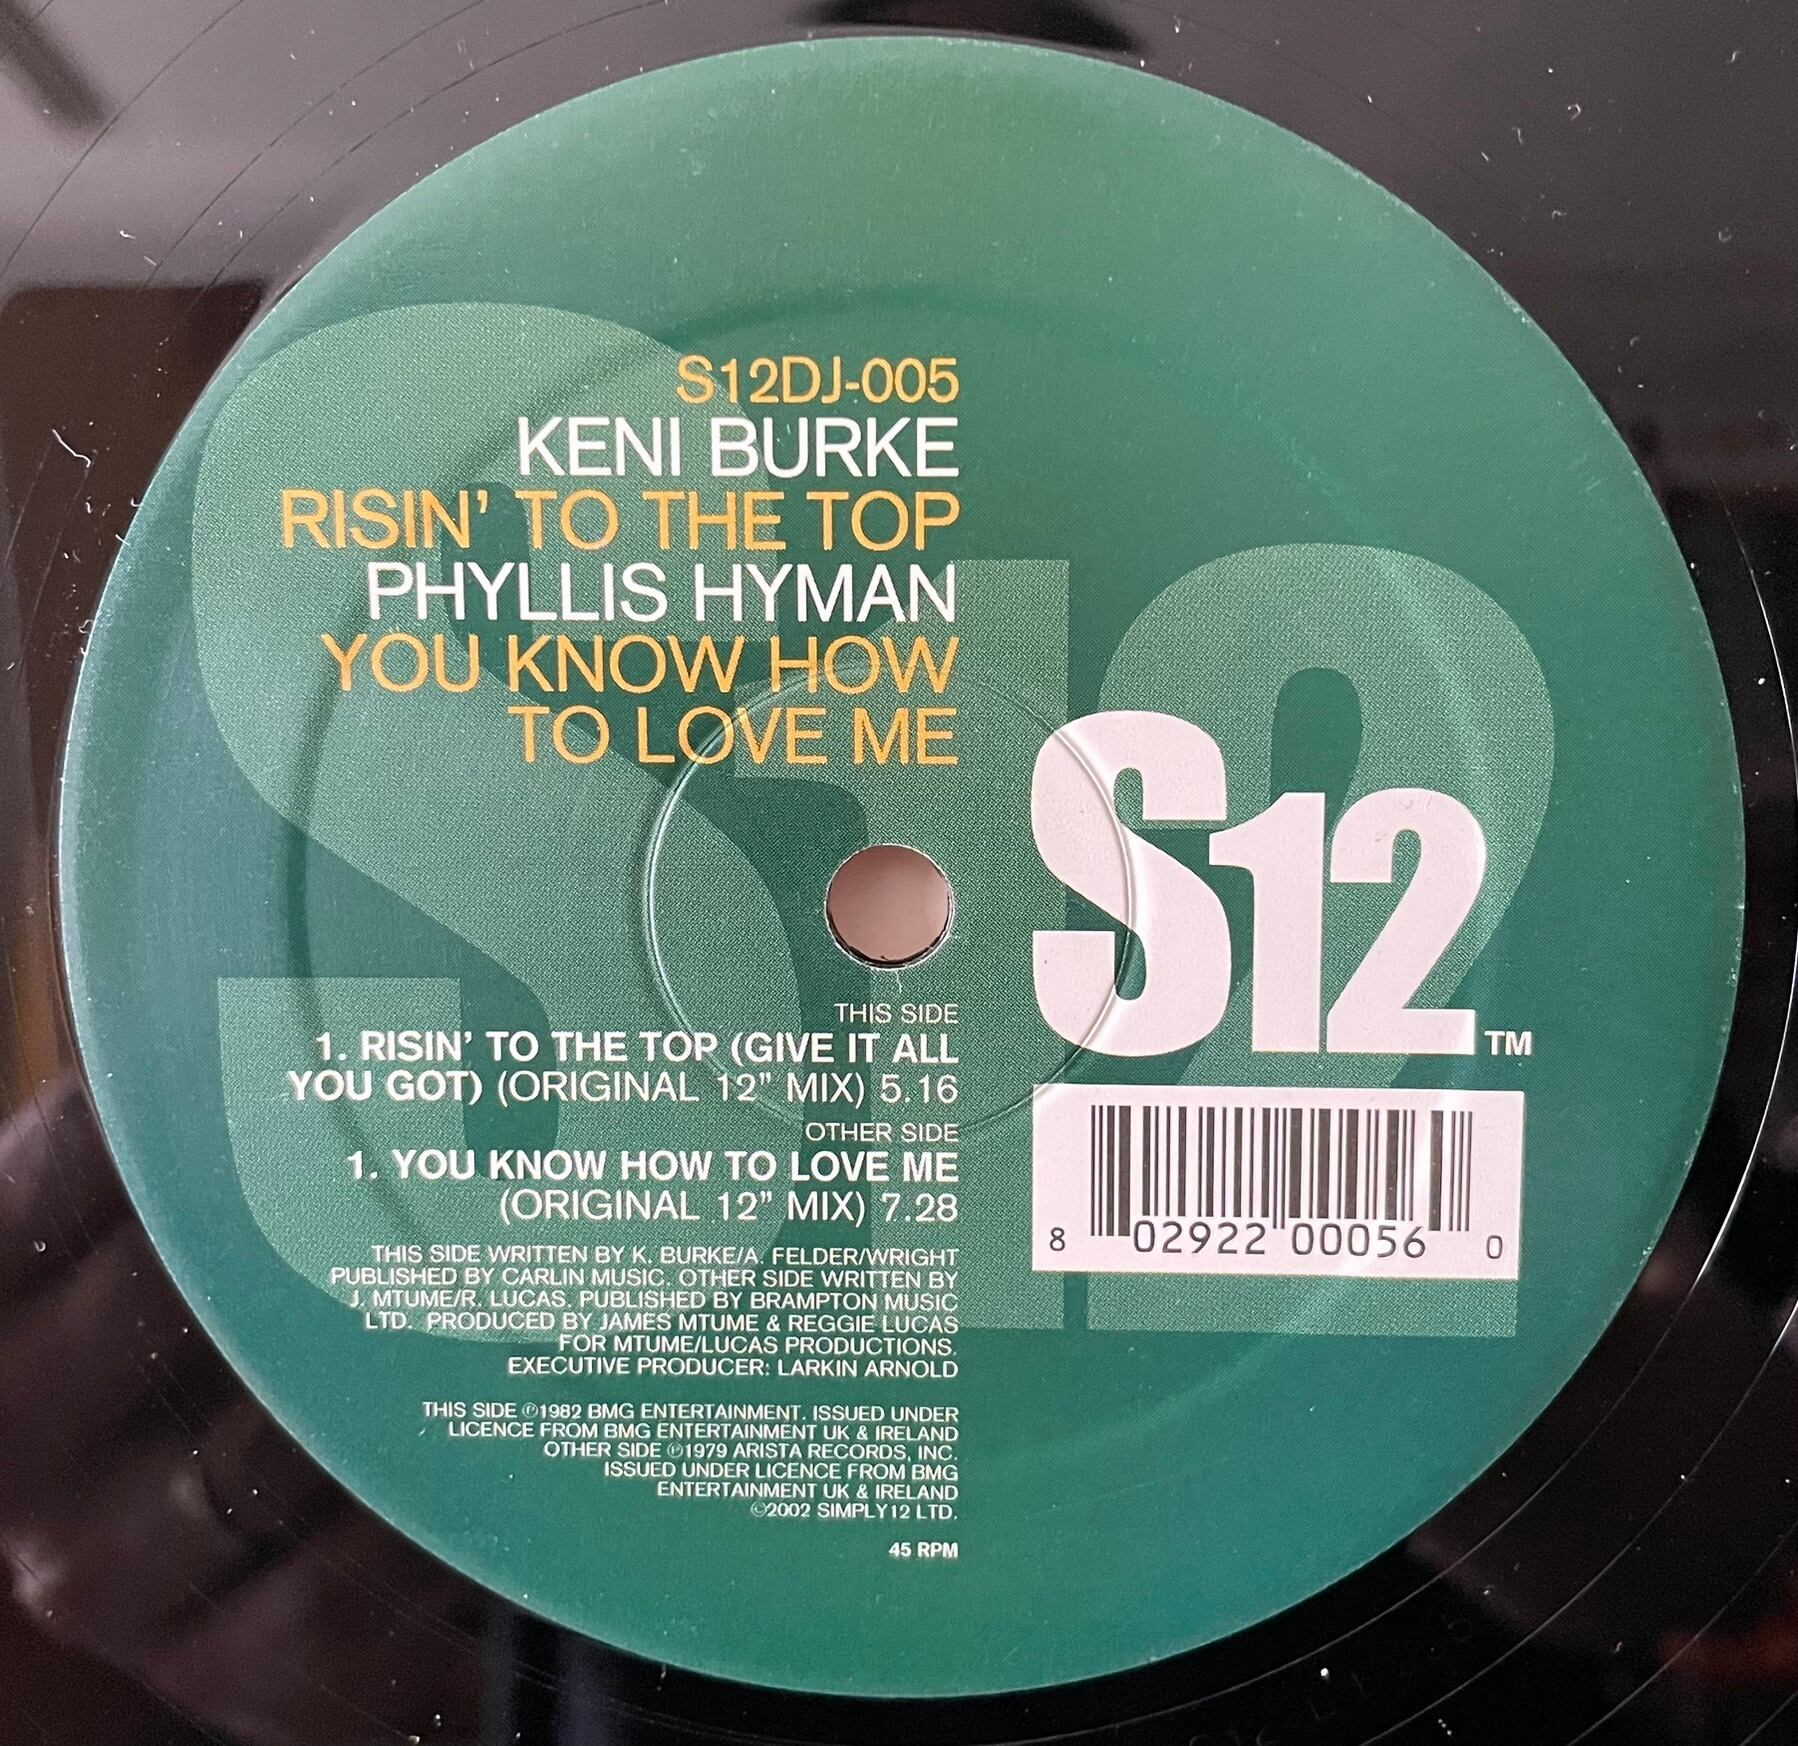 S12DJ-005
KENI BURKE
RISIN' TO THE TOP
PHYLLIS HYMAN
YOU KNOW HOW
TO LOVE ME
S12
S12™
THIS SIDE
1. RISIN' TO THE TOP (GIVE IT ALL
YOU GOT) (ORIGINAL 12" MIX) 5.16
OTHER SIDE
1. YOU KNOW HOW TO LOVE ME
(ORIGINAL 12" MIX) 7.28
8 02922 00056 0
THIS SIDE WRITTEN BY K. BURKE/A. FELDER/WRIGHT
PUBLISHED BY CARLIN MUSIC. OTHER SIDE WRITTEN BY
J. MTUME/R. LUCAS. PUBLISHED BY BRAMPTON MUSIC
LTD. PRODUCED BY JAMES MTUME & REGGIE LUCAS
FOR MTUME/LUCAS PRODUCTIONS.
EXECUTIVE PRODUCER: LARKIN ARNOLD
THIS SIDE ℗1982 BMG ENTERTAINMENT. ISSUED UNDER
LICENCE FROM BMG ENTERTAINMENT UK & IRELAND
OTHER SIDE ℗1979 ARISTA RECORDS, INC.
ISSUED UNDER LICENCE FROM BMG
ENTERTAINMENT UK & IRELAND
©2002 SIMPLY12 LTD.
45 RPM